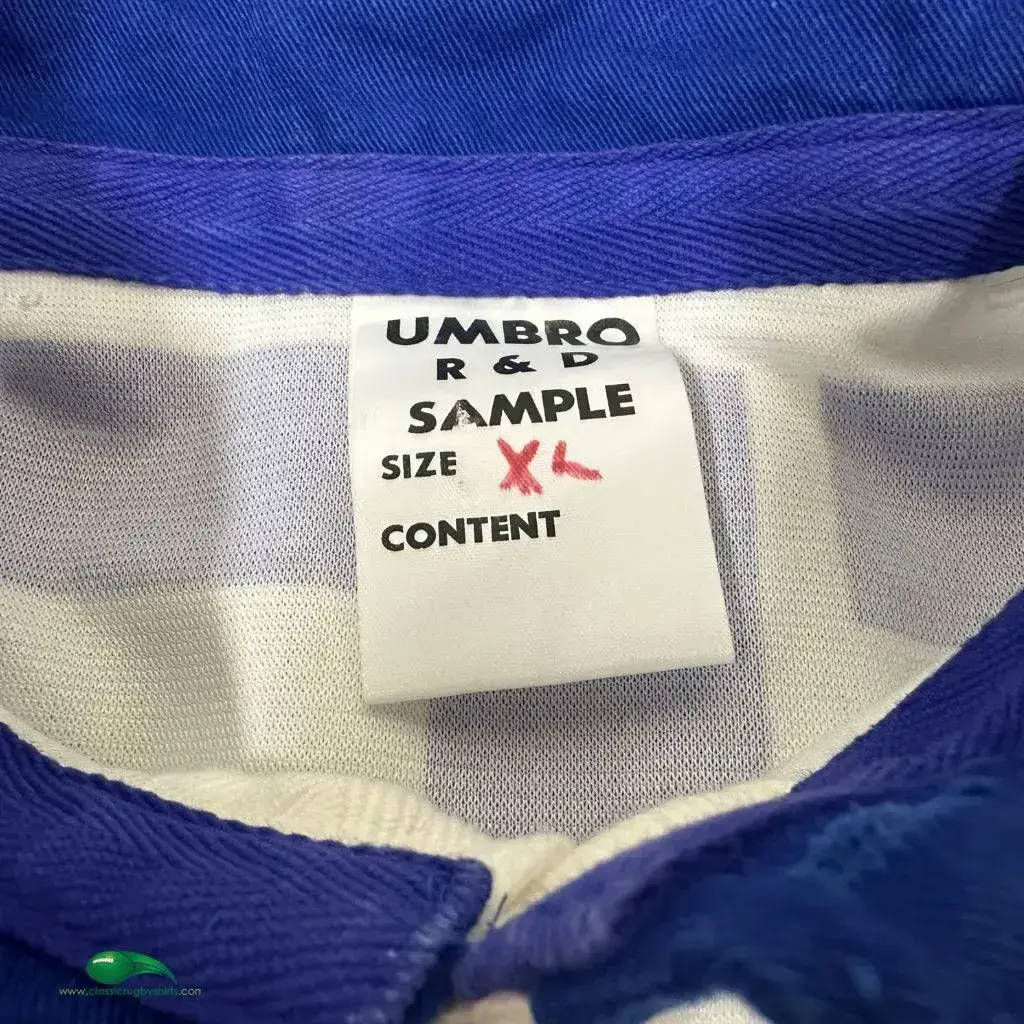 UMBRO
R & D
SAMPLE
SIZE XL
CONTENT
www.classicrugbyshirts.com